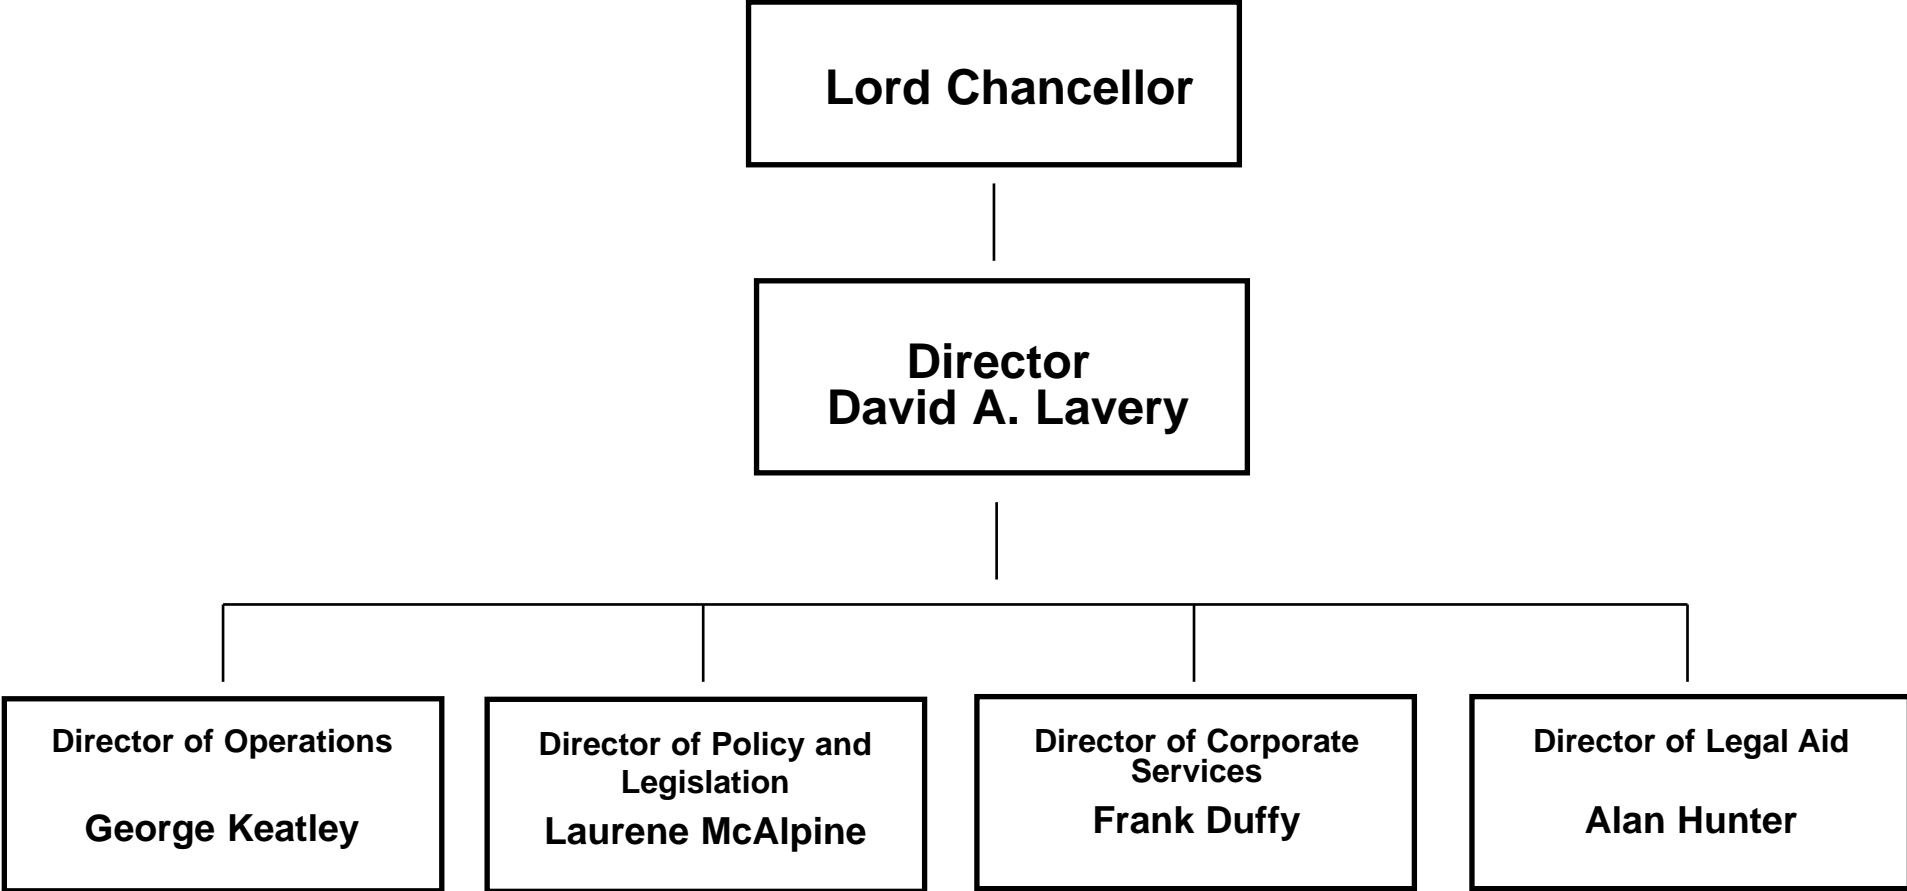 Lord Chancellor
Director
David A. Lavery
Director of Operations
George Keatley
Director of Policy and
Legislation
Laurene McAlpine
Director of Corporate
Services
Frank Duffy
Director of Legal Aid
Alan Hunter